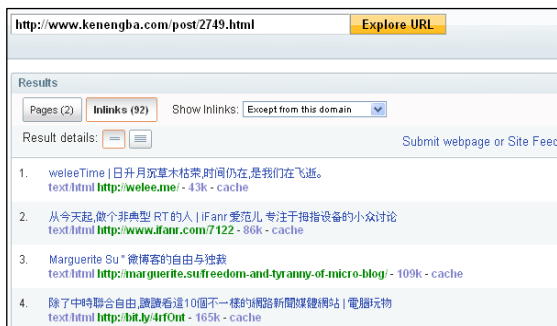 http://www.kenengba.com/post/2749.html Explore URL
Results
Pages (2) Inlinks (92) Show Inlinks: Except from this domain
Result details: Submit webpage or Site Feed
1. weleeTime | 日升月沉草木枯荣,时间仍在,是我们在飞逝。
text/html http://welee.me/ - 43k - cache
2. 从今天起,做个非典型 RT的人 | iFanr 爱范儿 专注于拇指设备的小众讨论
text/html http://www.ifanr.com/7122 - 86k - cache
3. Marguerite Su " 微博客的自由与独裁
text/html http://marguerite.su/freedom-and-tyranny-of-micro-blog/ - 109k - cache
4. 除了中時聯合自由,讀讀看這10個不一樣的網路新聞媒體網站 | 電腦玩物
text/html http://bit.ly/4rfOnt - 165k - cache